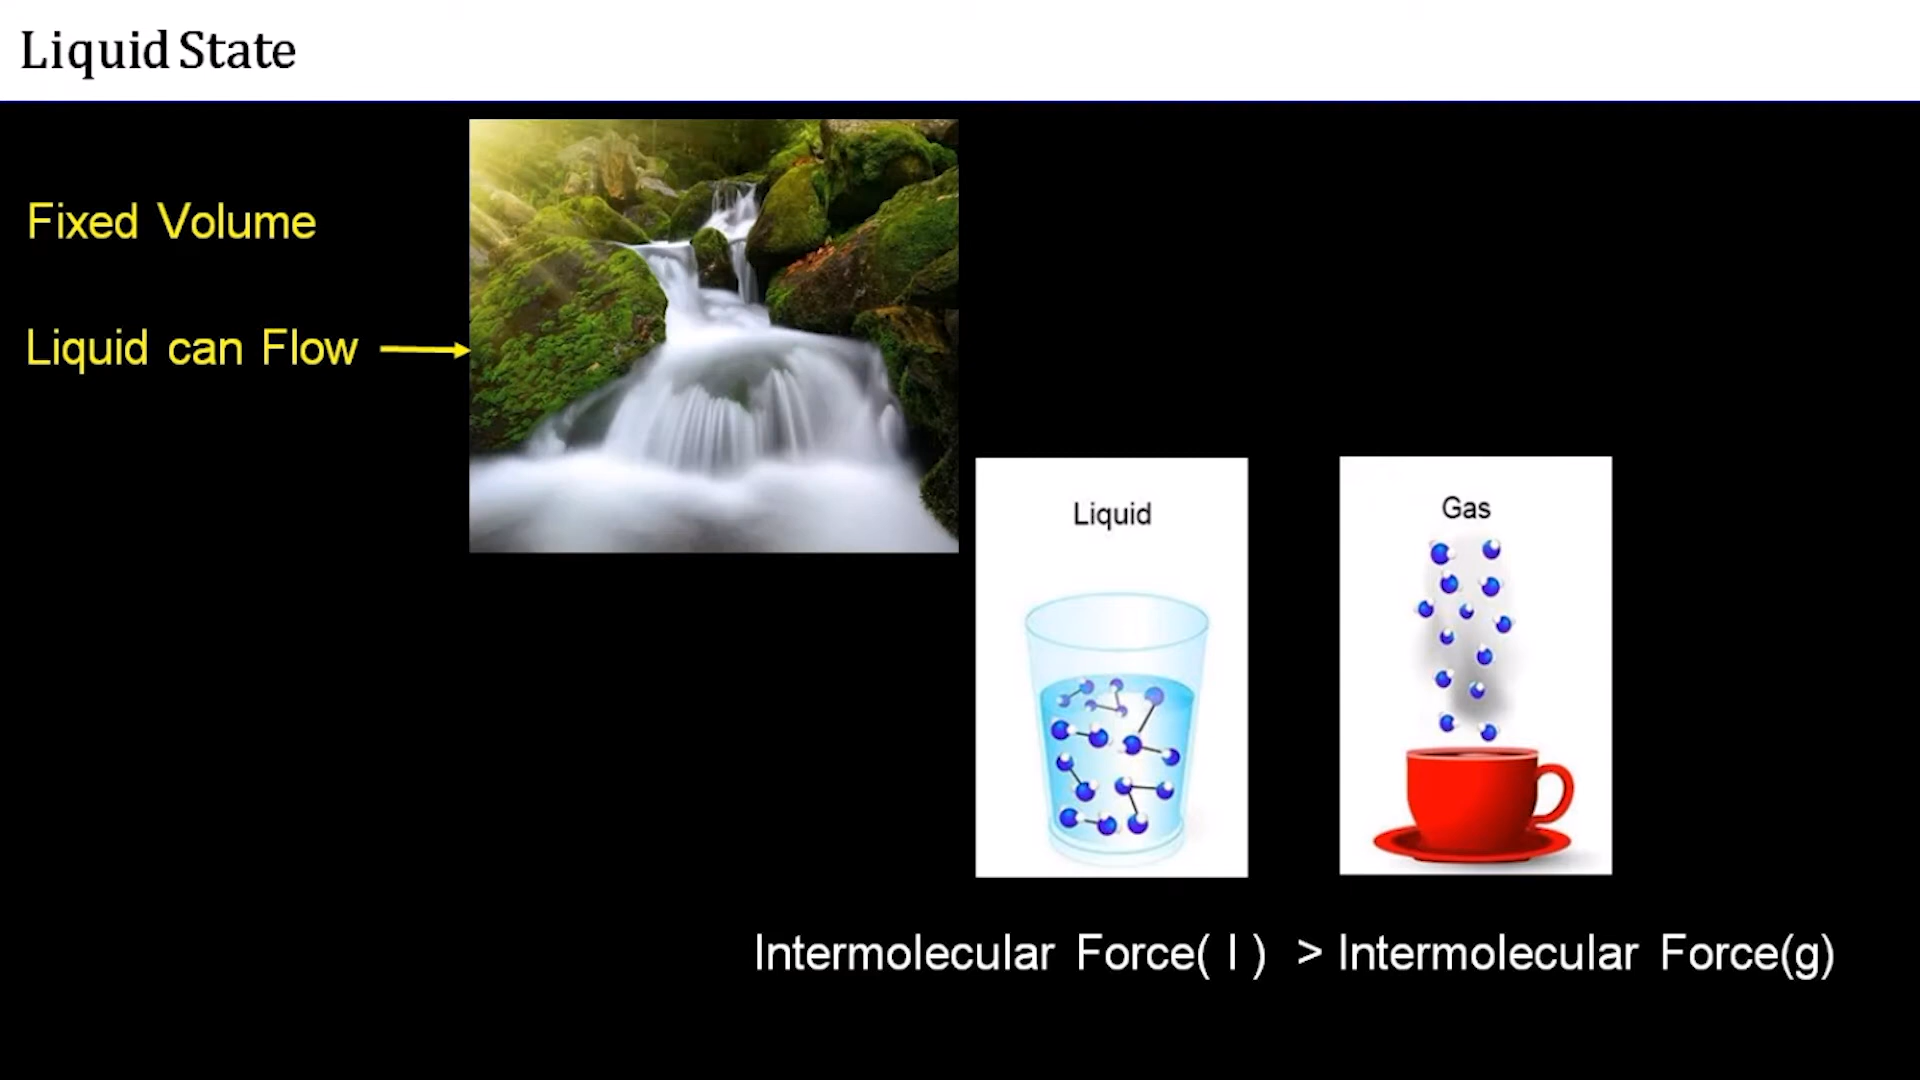 Liquid State
Fixed Volume
Liquid can Flow
Liquid
Gas
Intermolecular Force( l ) > Intermolecular Force(g)